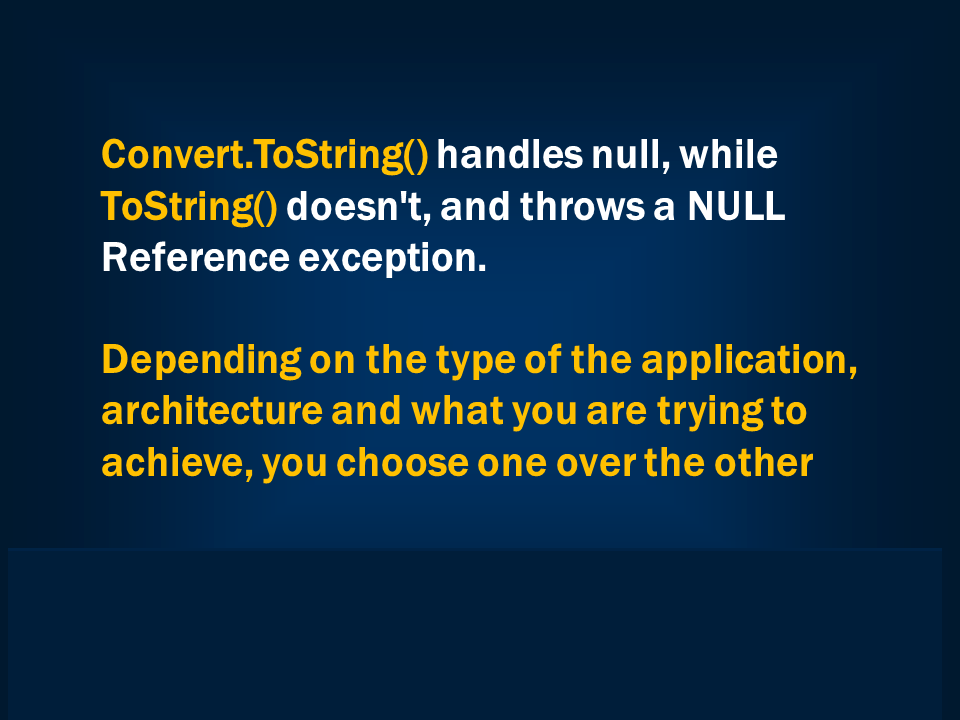 Convert.ToString() handles null, while
ToString() doesn't, and throws a NULL
Reference exception.
Depending on the type of the application,
architecture and what you are trying to
achieve, you choose one over the other